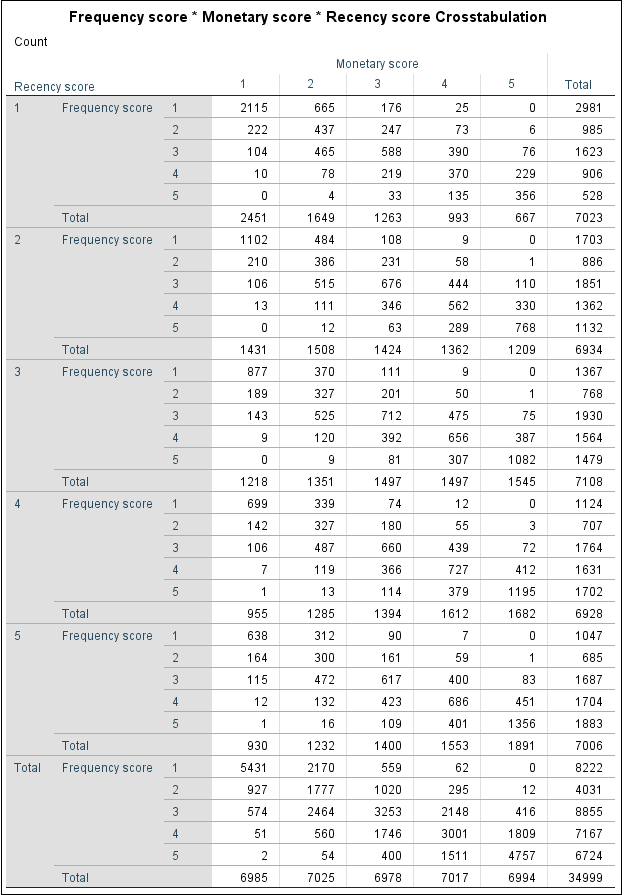 Frequency score * Monetary score * Recency score Crosstabulation
Count
Monetary score
Recency score 1 2 3 4 5 Total
1 Frequency score 1 2115 665 176 25 0 2981
2 222 437 247 73 6 985
3 104 465 588 390 76 1623
4 10 78 219 370 229 906
5 0 4 33 135 356 528
Total 2451 1649 1263 993 667 7023
2 Frequency score 1 1102 484 108 9 0 1703
2 210 386 231 58 1 886
3 106 515 676 444 110 1851
4 13 111 346 562 330 1362
5 0 12 63 289 768 1132
Total 1431 1508 1424 1362 1209 6934
3 Frequency score 1 877 370 111 9 0 1367
2 189 327 201 50 1 768
3 143 525 712 475 75 1930
4 9 120 392 656 387 1564
5 0 9 81 307 1082 1479
Total 1218 1351 1497 1497 1545 7108
4 Frequency score 1 699 339 74 12 0 1124
2 142 327 180 55 3 707
3 106 487 660 439 72 1764
4 7 119 366 727 412 1631
5 1 13 114 379 1195 1702
Total 955 1285 1394 1612 1682 6928
5 Frequency score 1 638 312 90 7 0 1047
2 164 300 161 59 1 685
3 115 472 617 400 83 1687
4 12 132 423 686 451 1704
5 1 16 109 401 1356 1883
Total 930 1232 1400 1553 1891 7006
Total Frequency score 1 5431 2170 559 62 0 8222
2 927 1777 1020 295 12 4031
3 574 2464 3253 2148 416 8855
4 51 560 1746 3001 1809 7167
5 2 54 400 1511 4757 6724
Total 6985 7025 6978 7017 6994 34999